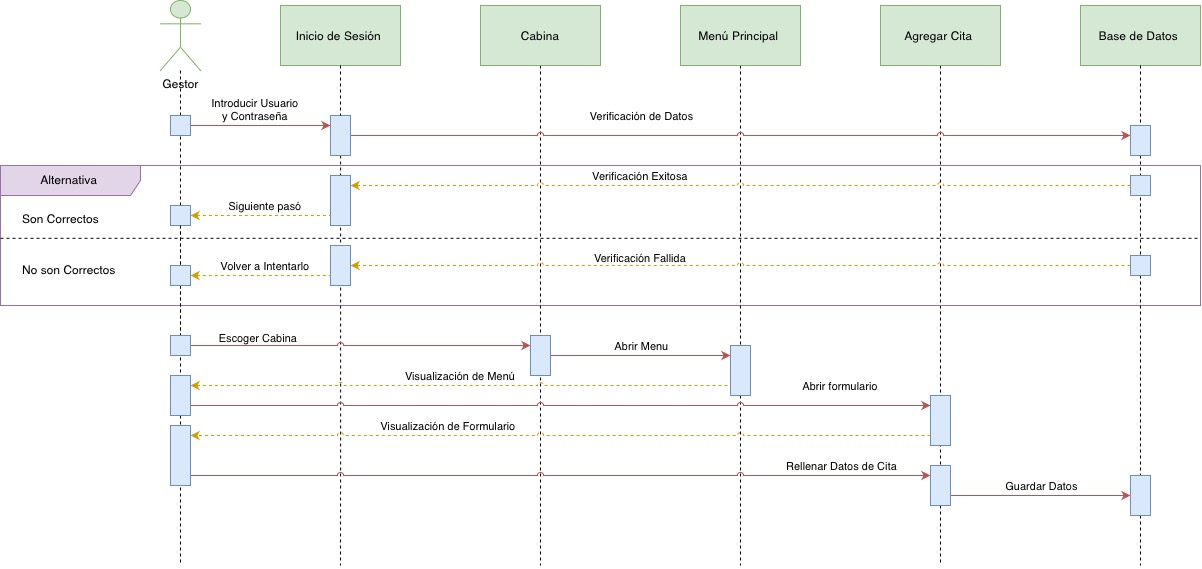 Gestor
Inicio de Sesión
Cabina
Menú Principal
Agregar Cita
Base de Datos
Introducir Usuario
y Contraseña
Verificación de Datos
Alternativa
Verificación Exitosa
Son Correctos
Siguiente pasó
No son Correctos
Verificación Fallida
Volver a Intentarlo
Escoger Cabina
Abrir Menu
Visualización de Menú
Abrir formulario
Visualización de Formulario
Rellenar Datos de Cita
Guardar Datos